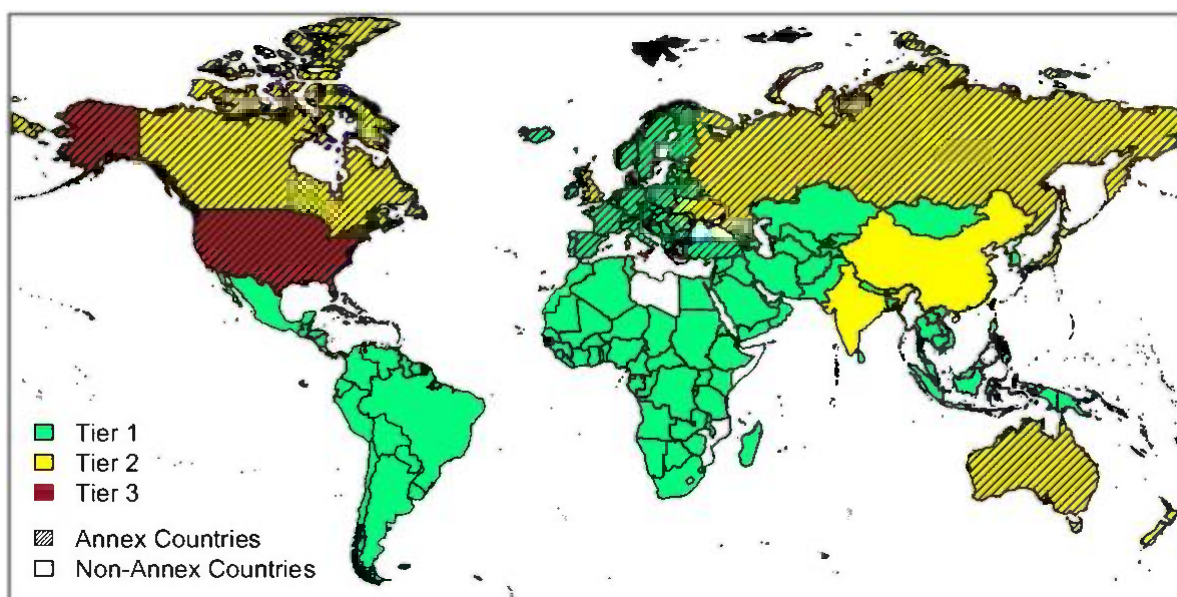 Tier 1
Tier 2
Tier 3
Annex Countries
Non-Annex Countries